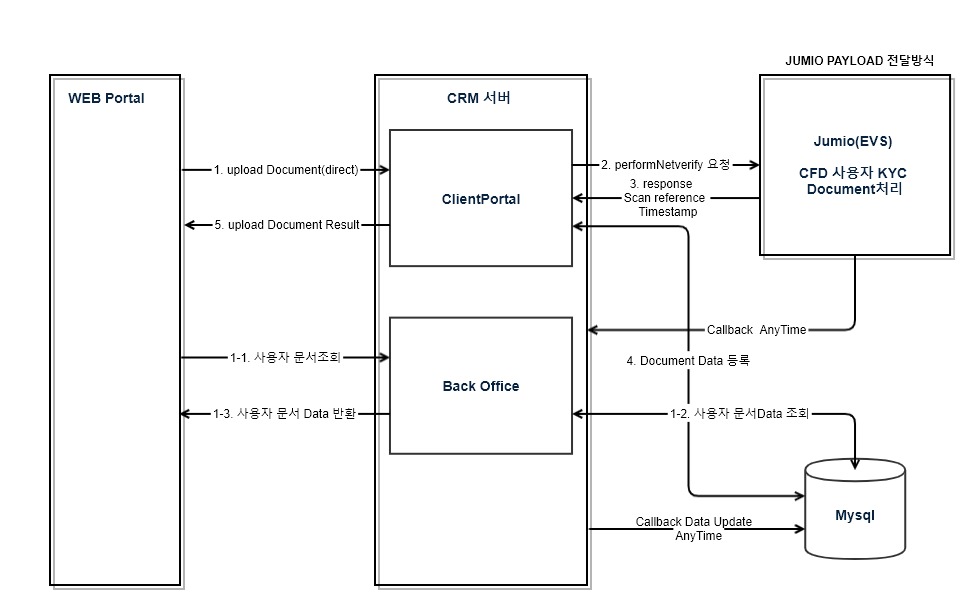 JUMIO PAYLOAD 전달방식
WEB Portal
CRM 서버
Jumio(EVS)
CFD 사용자 KYC
Document처리
1. upload Document(direct)
ClientPortal
2. performNetverify 요청
3. response
Scan reference
Timestamp
5. upload Document Result
Callback AnyTime
1-1. 사용자 문서조회
4. Document Data 등록
Back Office
1-3. 사용자 문서 Data 반환
1-2. 사용자 문서Data 조회
Mysql
Callback Data Update
AnyTime